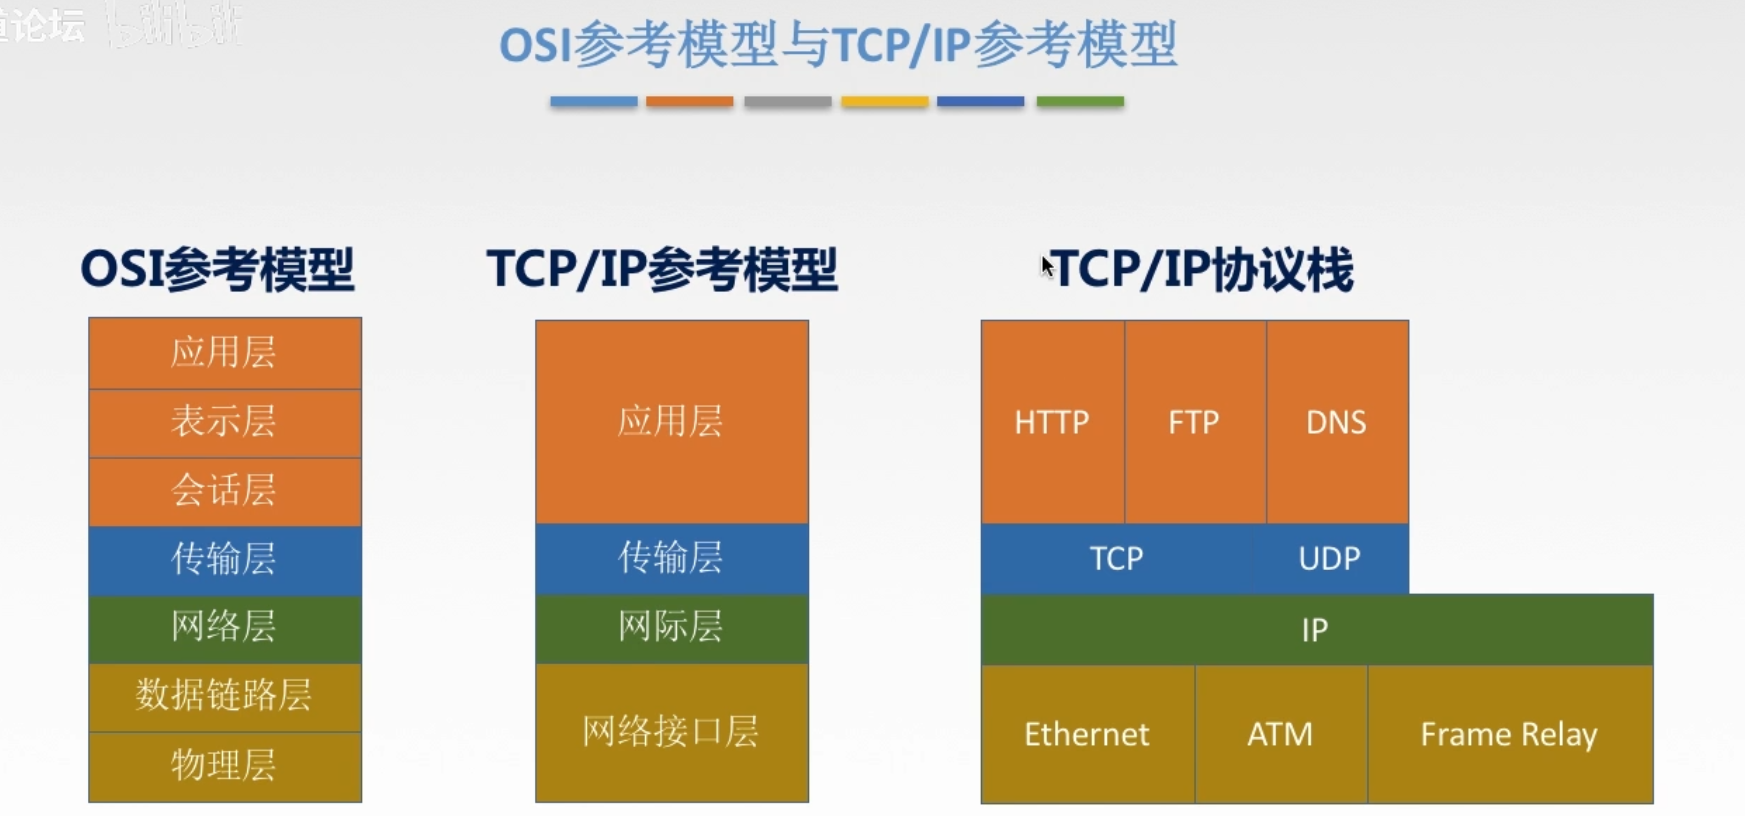 道论坛 bilibili
OSI参考模型与TCP/IP参考模型
OSI参考模型
应用层
表示层
会话层
传输层
网络层
数据链路层
物理层
TCP/IP参考模型
应用层
传输层
网际层
网络接口层
TCP/IP协议栈
HTTP FTP DNS
TCP UDP
IP
Ethernet ATM Frame Relay